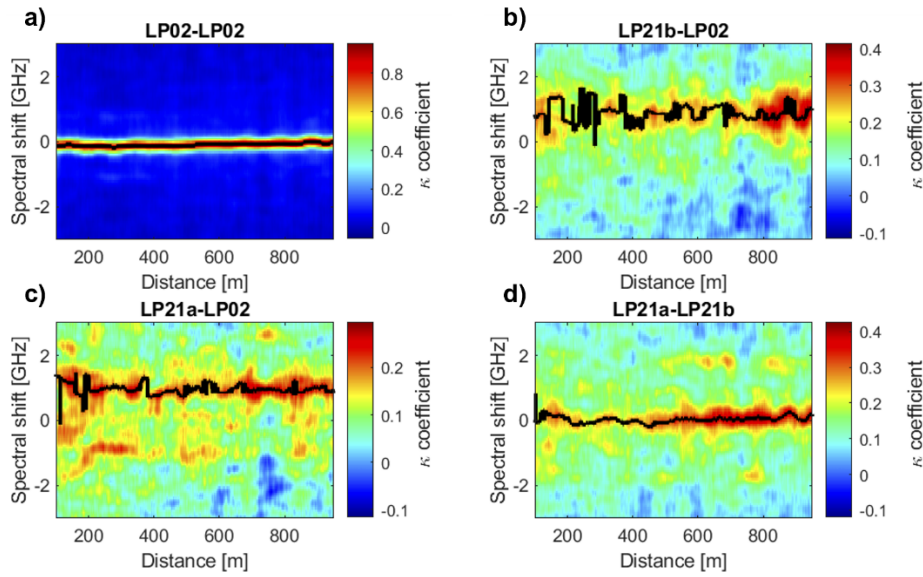 a)
LP02-LP02
Spectral shift [GHz]
2
0
-2
200 400 600 800
Distance [m]
0.8
0.6
0.4
0.2
0
κ coefficient
b)
LP21b-LP02
Spectral shift [GHz]
2
0
-2
200 400 600 800
Distance [m]
0.4
0.3
0.2
0.1
0
-0.1
κ coefficient
c)
LP21a-LP02
Spectral shift [GHz]
2
0
-2
200 400 600 800
Distance [m]
0.2
0.1
0
-0.1
κ coefficient
d)
LP21a-LP21b
Spectral shift [GHz]
2
0
-2
200 400 600 800
Distance [m]
0.4
0.3
0.2
0.1
0
-0.1
κ coefficient